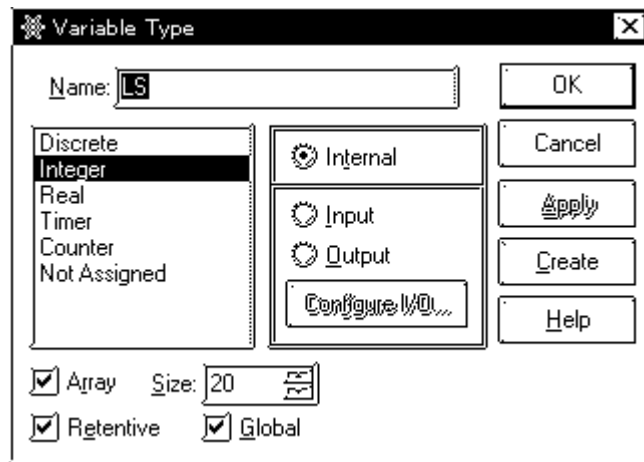 Variable Type
Name: LS
OK
Discrete
Integer
Real
Timer
Counter
Not Assigned
Internal
Input
Output
Configure I/O...
Cancel
Apply
Create
Help
Array Size: 20
Retentive Global